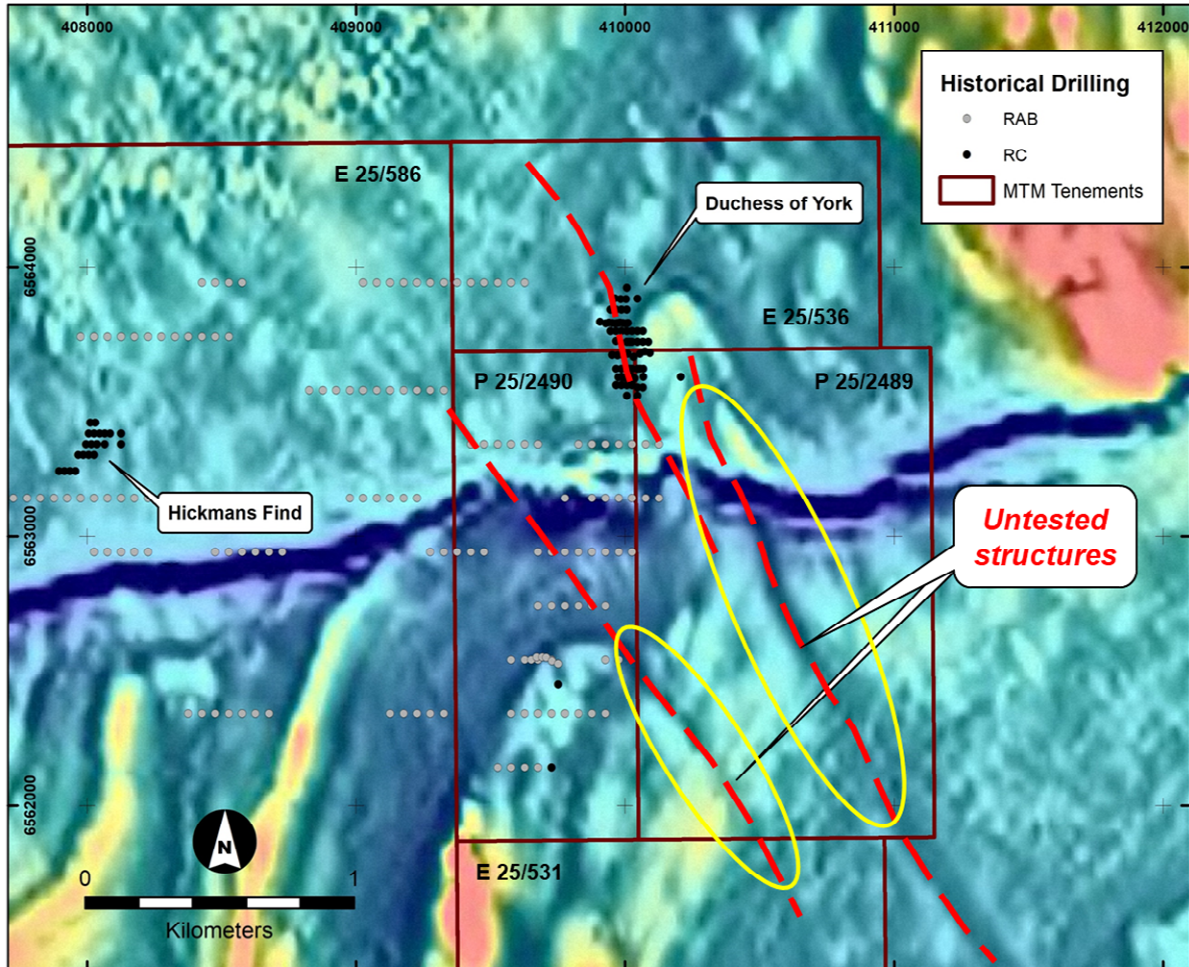 408000
409000
410000
411000
412000
Historical Drilling
RAB
RC
MTM Tenements
E 25/586
Duchess of York
6564000
E 25/536
P 25/2490
P 25/2489
Hickmans Find
6563000
Untested
structures
6562000
N
E 25/531
0
1
Kilometers